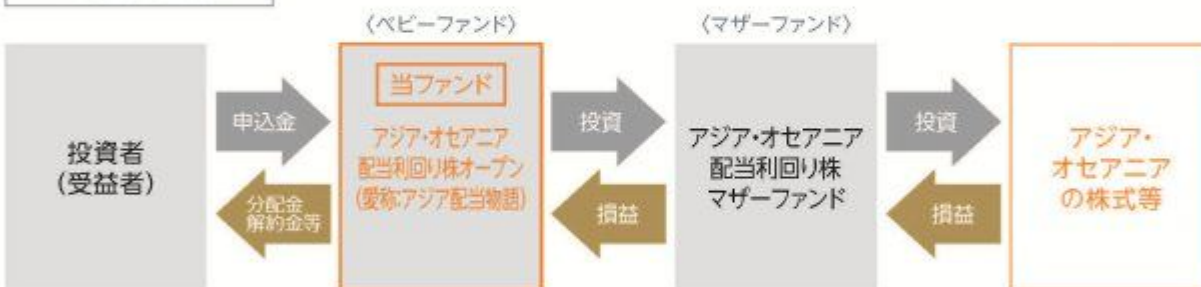 〈ベビーファンド〉
〈マザーファンド〉
投資者
(受益者)
申込金
分配金
解約金等
当ファンド
アジア・オセアニア
配当利回り株オープン
(愛称:アジア配当物語)
投資
損益
アジア・オセアニア
配当利回り株
マザーファンド
投資
損益
アジア・
オセアニア
の株式等